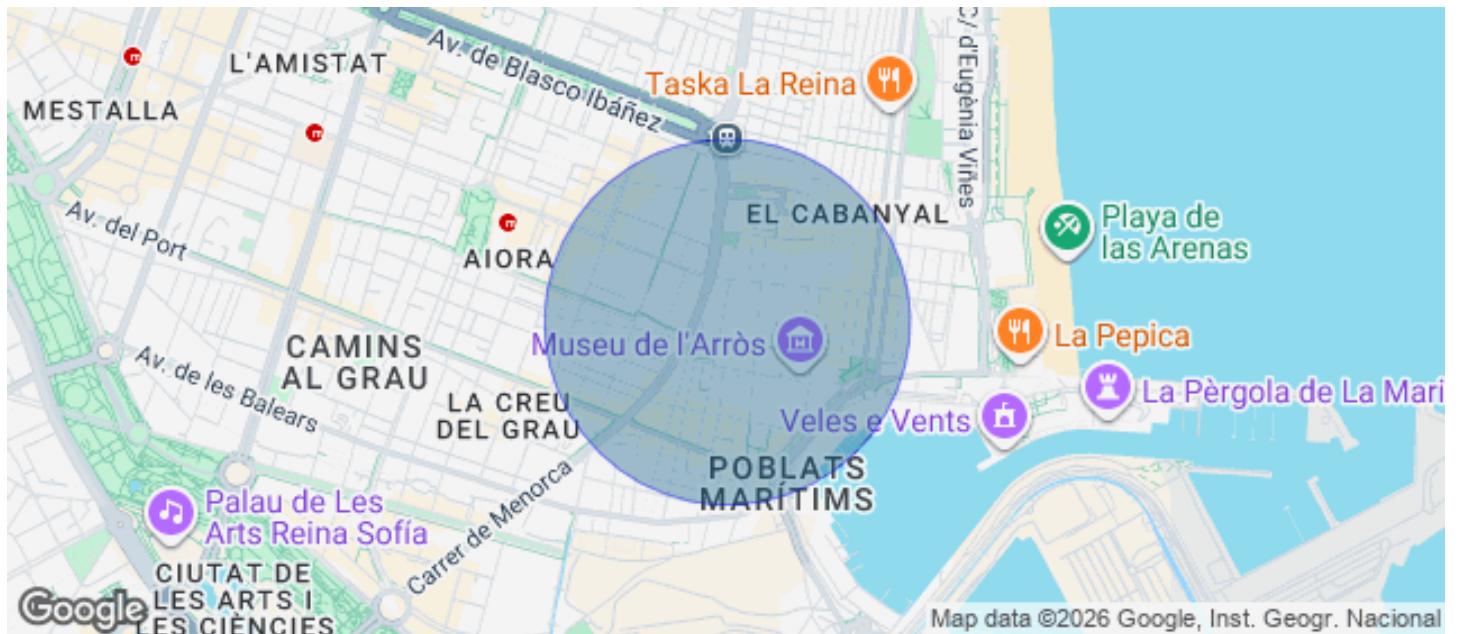 L'AMISTAT
Av. de Blasco Ibáñez
Taska La Reina
C/ d'Eugènia Viñes
MESTALLA
Av. del Port
EL CABANYAL
Playa de
las Arenas
AIORA
CAMINS
AL GRAU
Museu de l'Arròs
La Pepica
Av. de les Balears
LA CREU
DEL GRAU
La Pèrgola de La Mari
Veles e Vents
POBLATS
MARÍTIMS
Palau de Les
Arts Reina Sofía
Carrer de Menorca
CIUTAT DE
LES ARTS I
LES CIÈNCIES
Google
Map data ©2026 Google, Inst. Geogr. Nacional